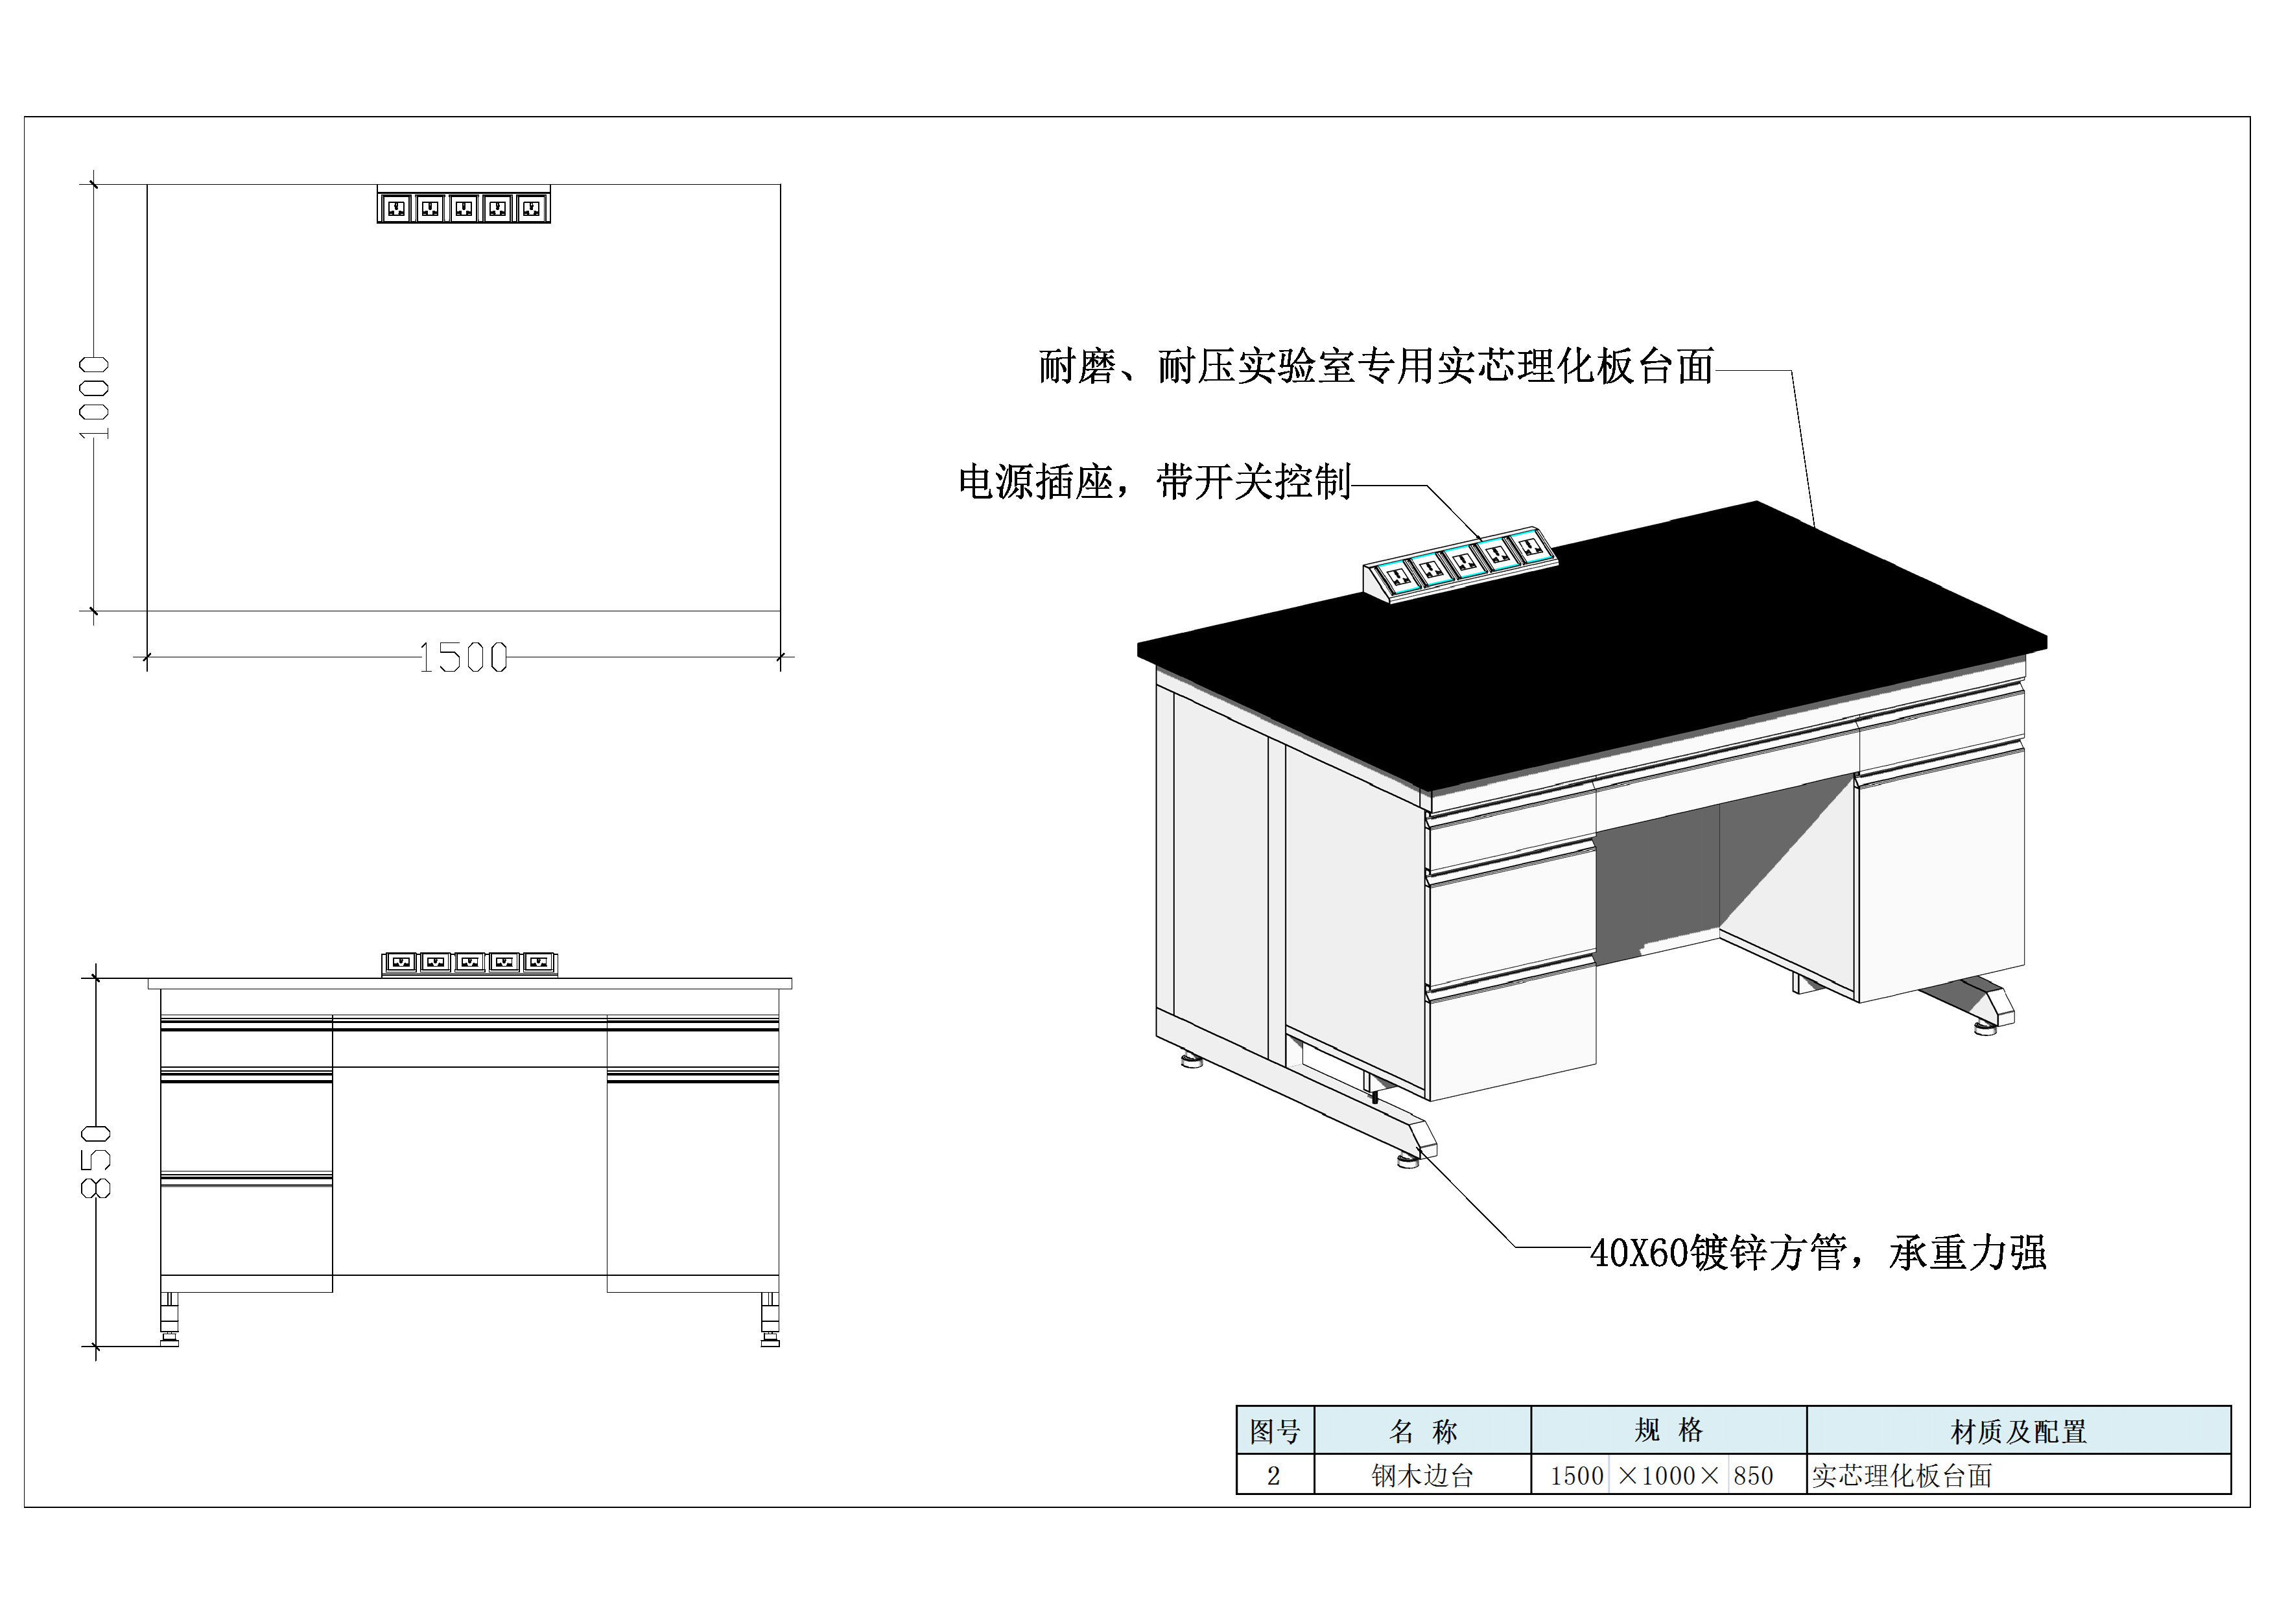 1000
1500
耐磨、耐压实验室专用实芯理化板台面
电源插座，带开关控制
850
40X60镀锌方管，承重力强
图号 名 称 规 格 材质及配置
2 钢木边台 1500 ×1000× 850 实芯理化板台面